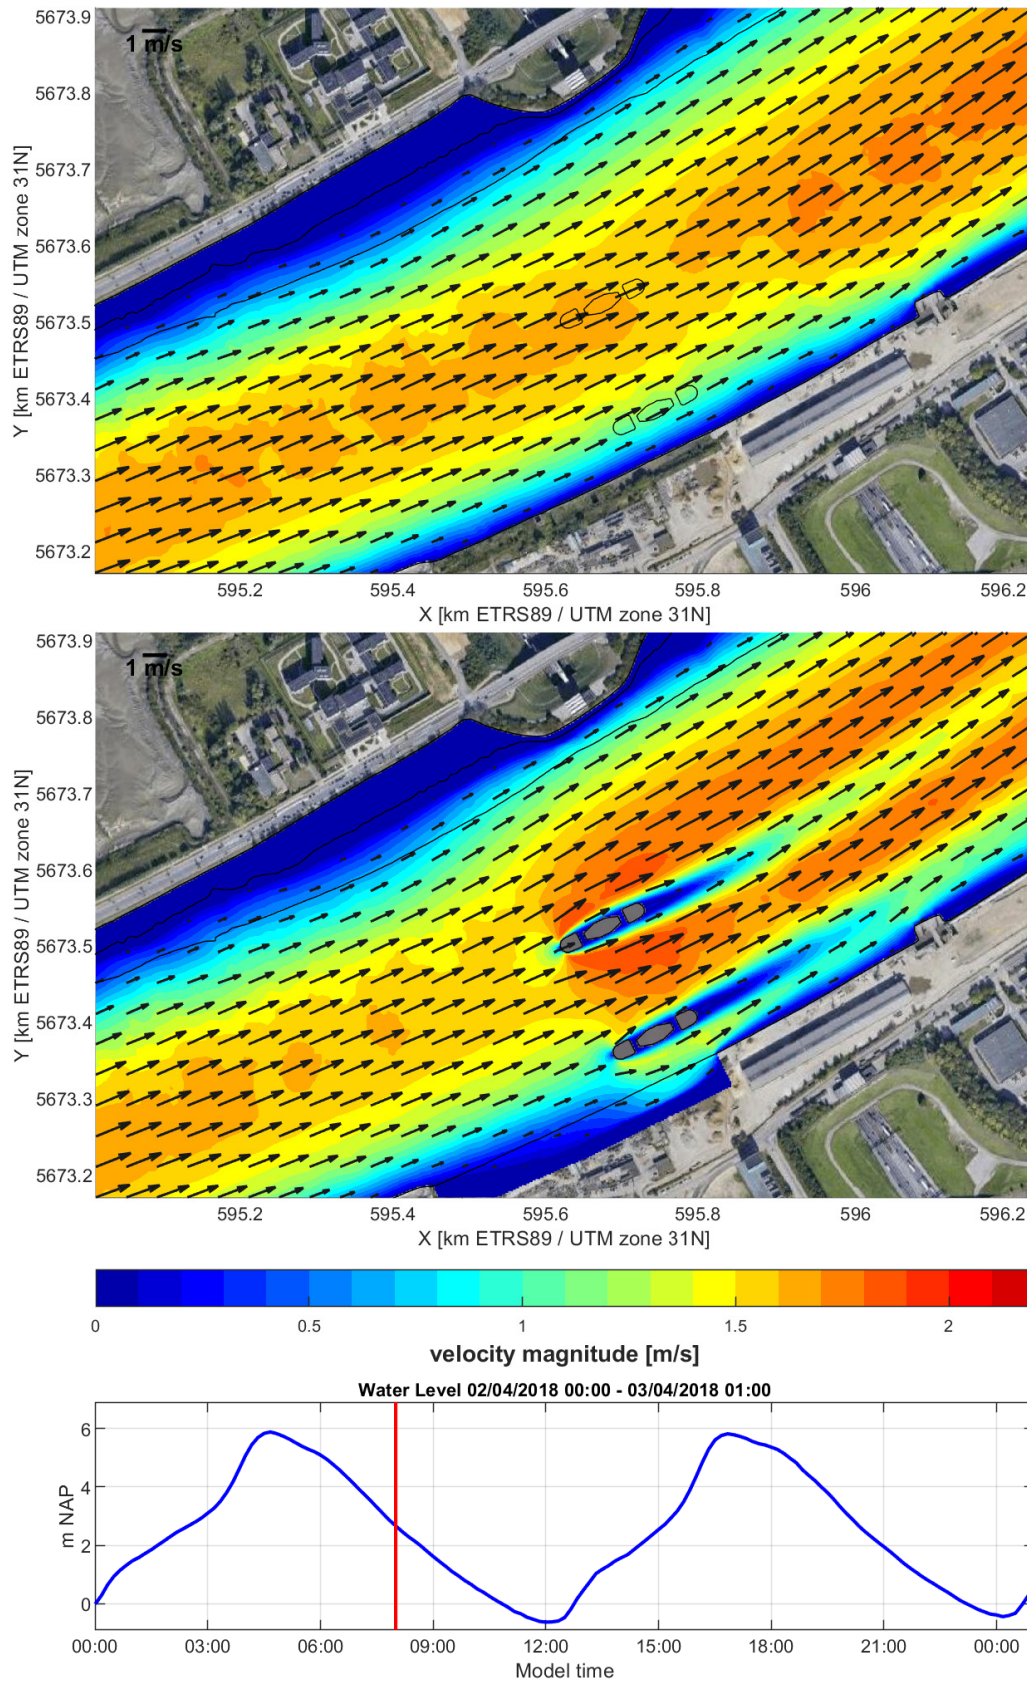 5673.9
1 m/s
5673.8
5673.7
5673.6
5673.5
5673.4
5673.3
5673.2
Y [km ETRS89 / UTM zone 31N]
595.2 595.4 595.6 595.8 596 596.2
X [km ETRS89 / UTM zone 31N]
5673.9
1 m/s
5673.8
5673.7
5673.6
5673.5
5673.4
5673.3
5673.2
Y [km ETRS89 / UTM zone 31N]
595.2 595.4 595.6 595.8 596 596.2
X [km ETRS89 / UTM zone 31N]
0 0.5 1 1.5 2
velocity magnitude [m/s]
Water Level 02/04/2018 00:00 - 03/04/2018 01:00
6
4
2
0
m NAP
00:00 03:00 06:00 09:00 12:00 15:00 18:00 21:00 00:00
Model time